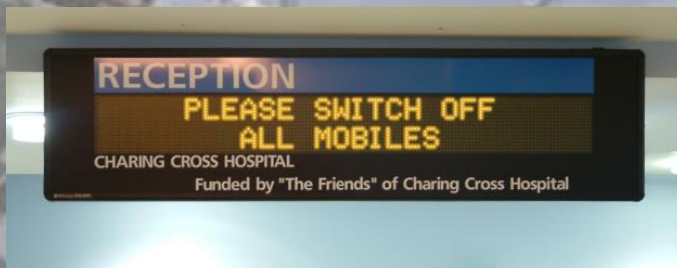 RECEPTION
PLEASE SWITCH OFF
ALL MOBILES
CHARING CROSS HOSPITAL
Funded by "The Friends" of Charing Cross Hospital